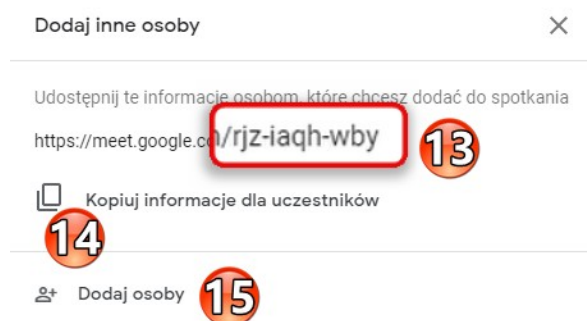 Dodaj inne osoby
Udostępnij te informacje osobom, które chcesz dodać do spotkania
https://meet.google.co/rjz-iaqh-wby
13
Kopiuj informacje dla uczestników
14
Dodaj osoby
15